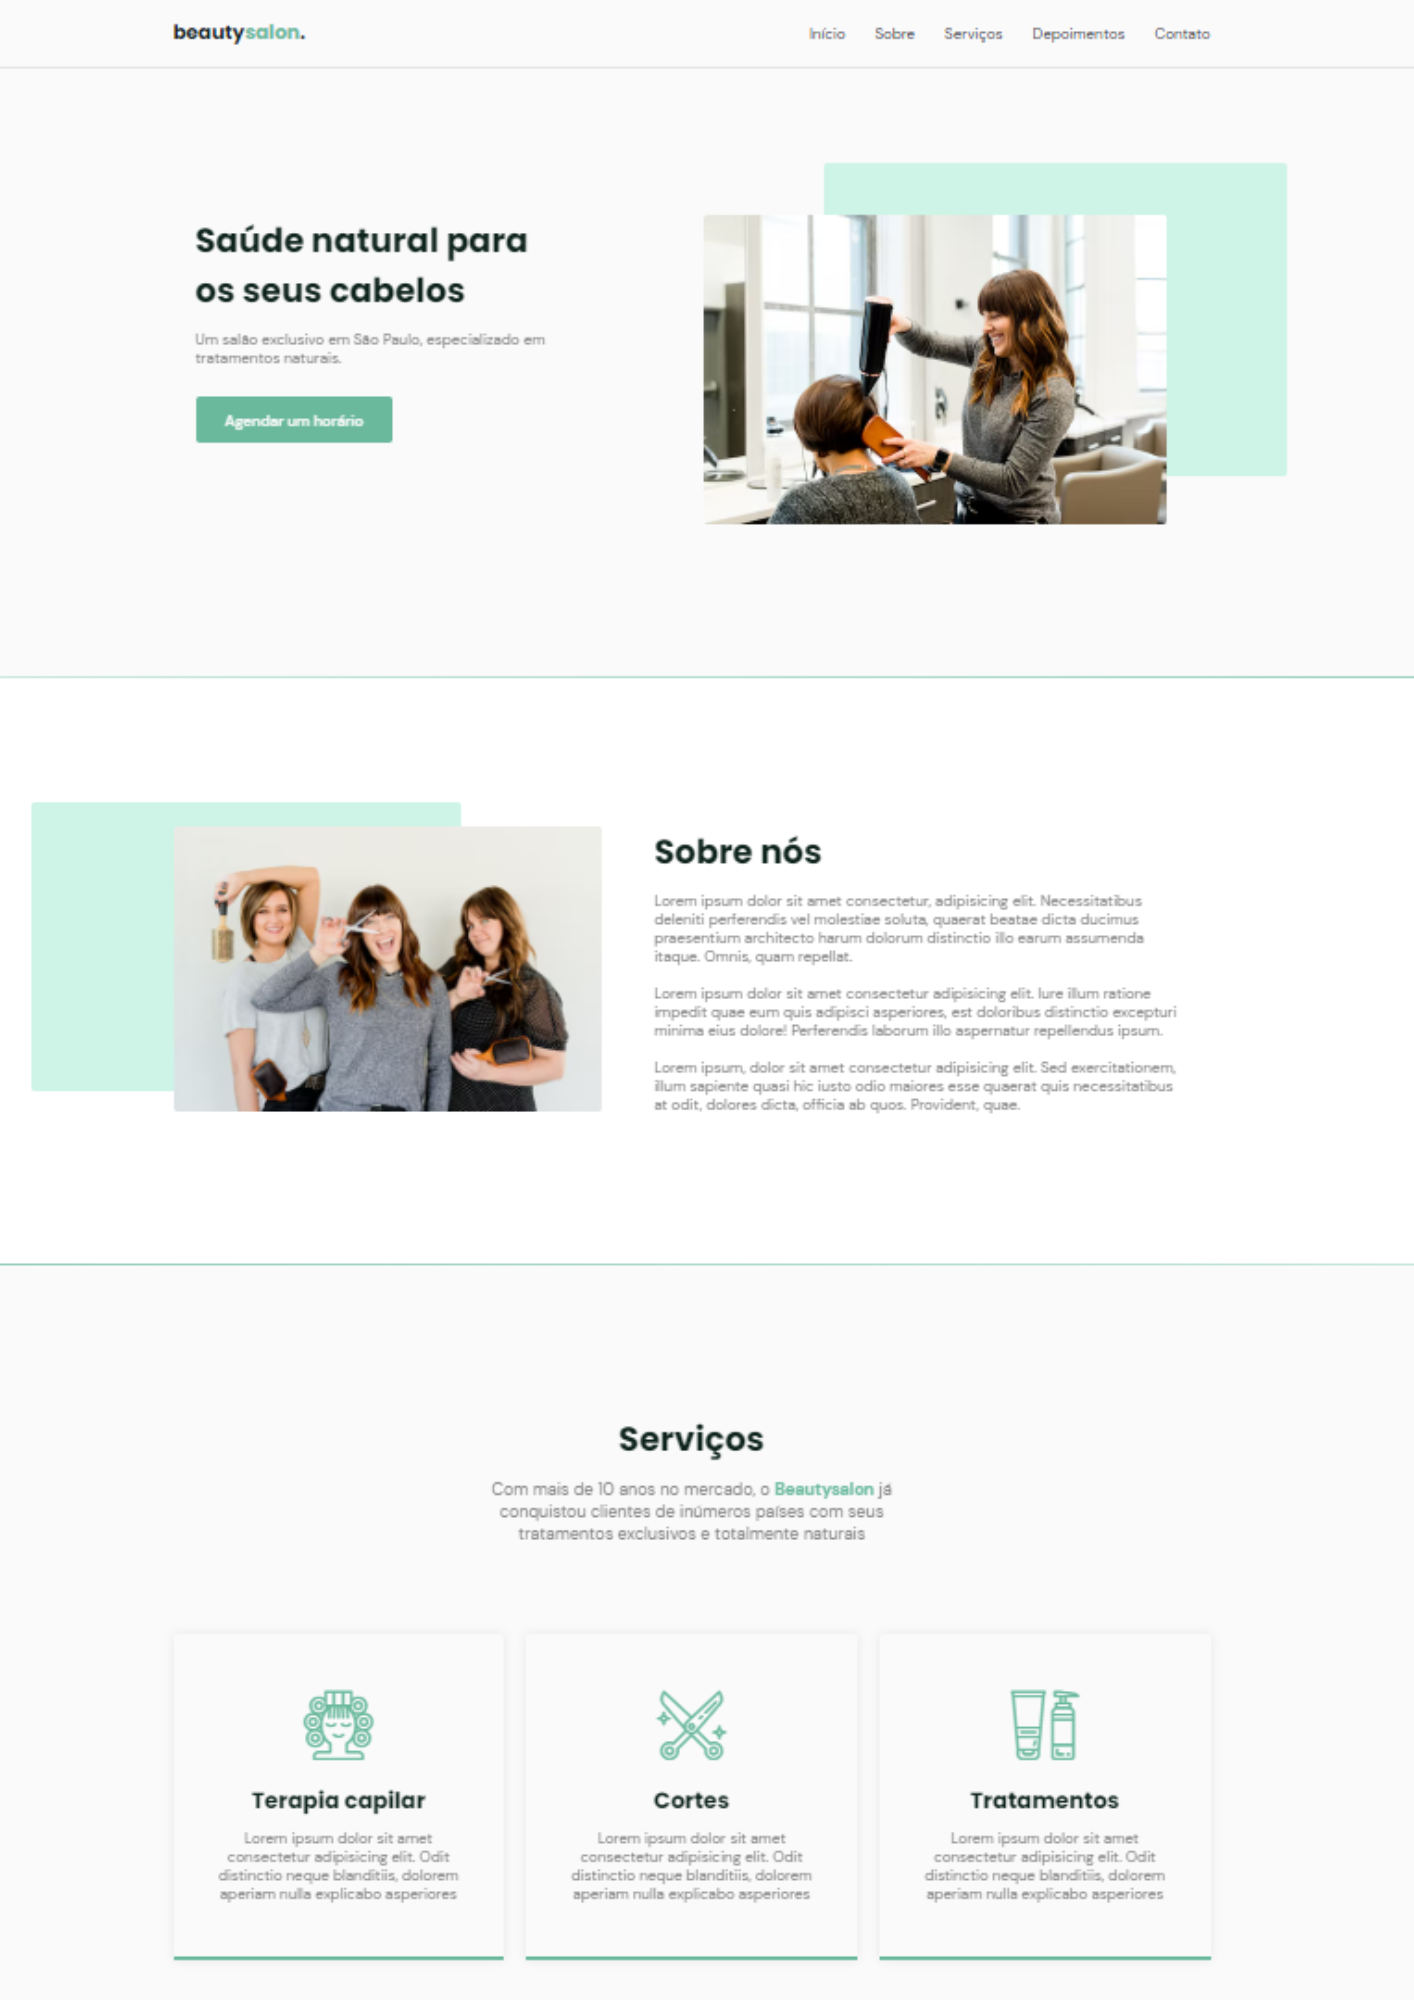 beautysalon.
Início Sobre Serviços Depoimentos Contato
Saúde natural para
os seus cabelos
Um salão exclusivo em São Paulo, especializado em
tratamentos naturais.
Agendar um horário
Sobre nós
Lorem ipsum dolor sit amet consectetur, adipisicing elit. Necessitatibus
deleniti perferendis vel molestiae soluta, quaerat beatae dicta ducimus
praesentium architecto harum dolorum distinctio illo earum assumenda
itaque. Omnis, quam repellat.
Lorem ipsum dolor sit amet consectetur adipisicing elit. Iure illum ratione
impedit quae eum quis adipisci asperiores, est doloribus distinctio excepturi
minima eius dolore! Perferendis laborum illo aspernatur repellendus ipsum.
Lorem ipsum, dolor sit amet consectetur adipisicing elit. Sed exercitationem,
illum sapiente quasi hic iusto odio maiores esse quaerat quis necessitatibus
at odit, dolores dicta, officia ab quos. Provident, quae.
Serviços
Com mais de 10 anos no mercado, o Beautysalon já
conquistou clientes de inúmeros países com seus
tratamentos exclusivos e totalmente naturais
Terapia capilar
Lorem ipsum dolor sit amet
consectetur adipisicing elit. Odit
distinctio neque blanditiis, dolorem
aperiam nulla explicabo asperiores
Cortes
Lorem ipsum dolor sit amet
consectetur adipisicing elit. Odit
distinctio neque blanditiis, dolorem
aperiam nulla explicabo asperiores
Tratamentos
Lorem ipsum dolor sit amet
consectetur adipisicing elit. Odit
distinctio neque blanditiis, dolorem
aperiam nulla explicabo asperiores